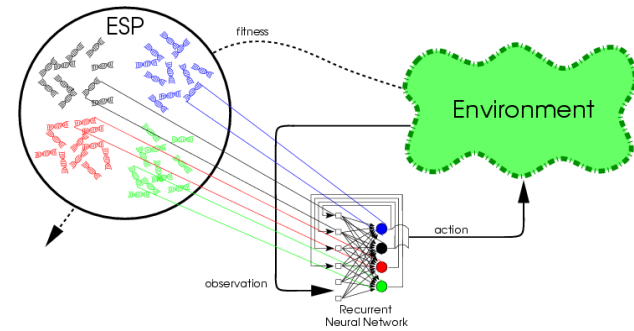 ESP
fitness
Environment
action
observation
Recurrent
Neural Network